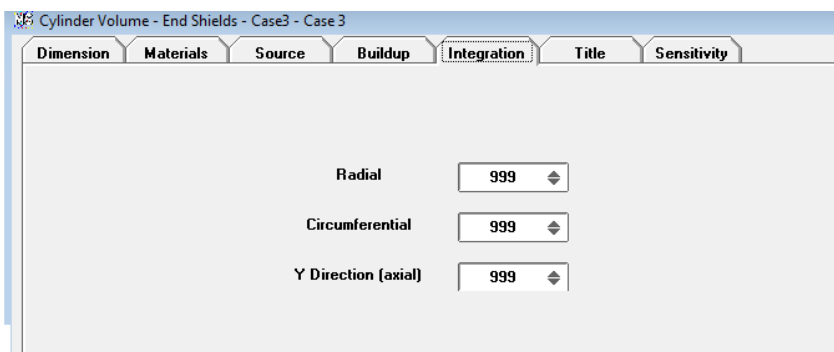 Cylinder Volume - End Shields - Case3 - Case 3
Dimension Materials Source Buildup Integration Title Sensitivity
Radial 999
Circumferential 999
Y Direction (axial) 999